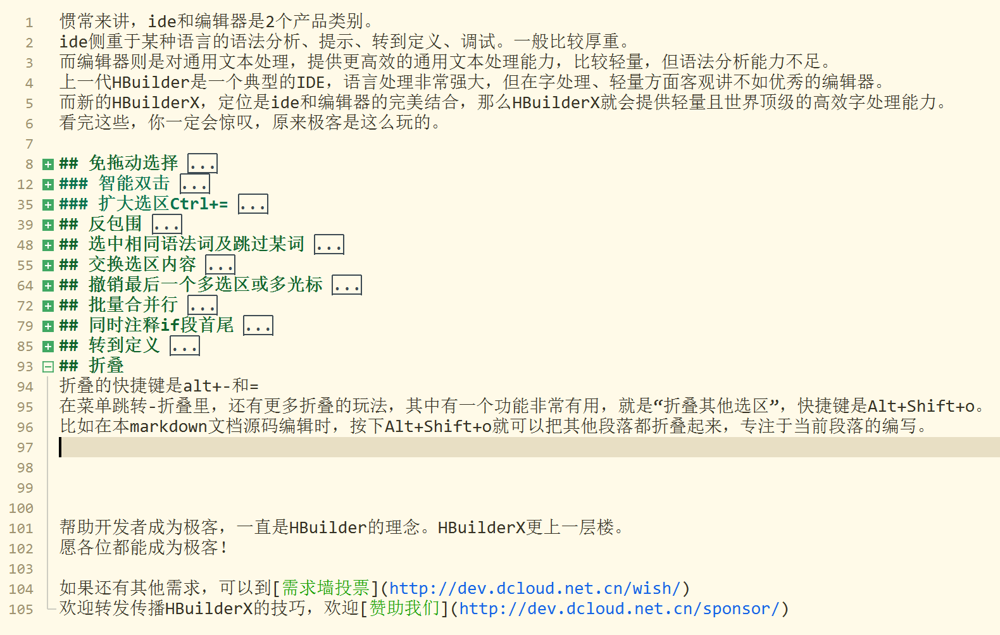 1 惯常来讲，ide和编辑器是2个产品类别。
2 ide侧重于某种语言的语法分析、提示、转到定义、调试。一般比较厚重。
3 而编辑器则是对通用文本处理，提供更高效的通用文本处理能力，比较轻量，但语法分析能力不足。
4 上一代HBuilder是一个典型的IDE，语言处理非常强大，但在字处理、轻量方面客观讲不如优秀的编辑器。
5 而新的HBuilderX，定位是ide和编辑器的完美结合，那么HBuilderX就会提供轻量且世界顶级的高效字处理能力。
6 看完这些，你一定会惊叹，原来极客是这么玩的。
7
8 ## 免拖动选择 ...
12 ### 智能双击 ...
35 ### 扩大选区Ctrl+= ...
39 ## 反包围 ...
48 ## 选中相同语法词及跳过某词 ...
55 ## 交换选区内容 ...
64 ## 撤销最后一个多选区或多光标 ...
72 ## 批量合并行 ...
79 ## 同时注释if段首尾 ...
85 ## 转到定义 ...
93 ## 折叠
94 折叠的快捷键是alt+-和=
95 在菜单跳转-折叠里，还有更多折叠的玩法，其中有一个功能非常有用，就是“折叠其他选区”，快捷键是Alt+Shift+o。
96 比如在本markdown文档源码编辑时，按下Alt+Shift+o就可以把其他段落都折叠起来，专注于当前段落的编写。
97
98
99
100
101 帮助开发者成为极客，一直是HBuilder的理念。HBuilderX更上一层楼。
102 愿各位都能成为极客！
103
104 如果还有其他需求，可以到[需求墙投票](http://dev.dcloud.net.cn/wish/)
105 欢迎转发传播HBuilderX的技巧，欢迎[赞助我们](http://dev.dcloud.net.cn/sponsor/)